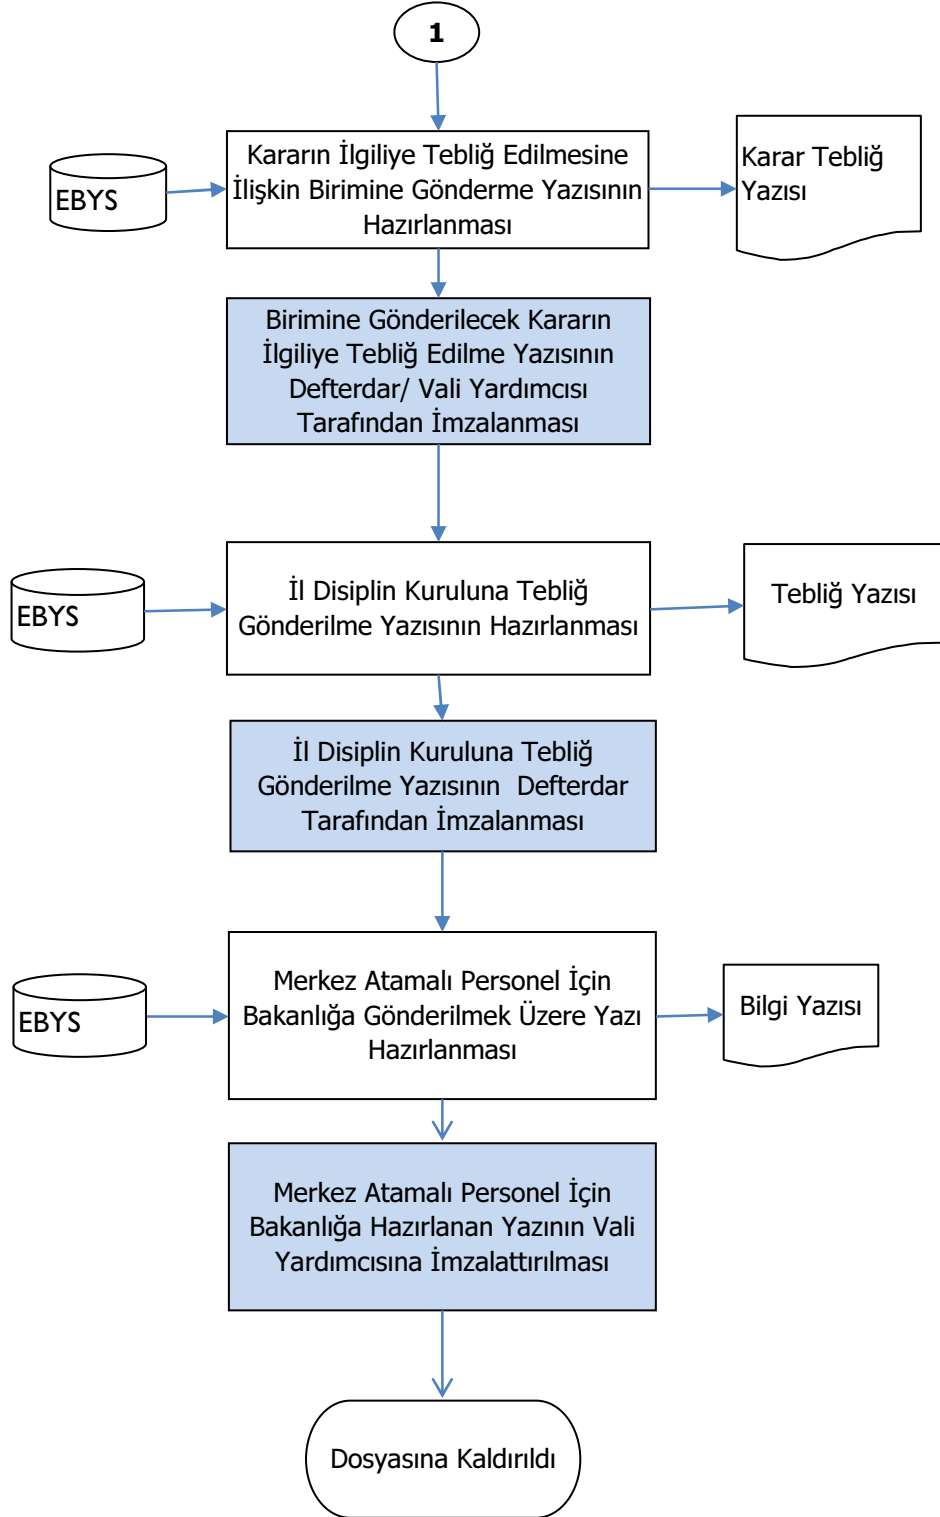 1
Kararın İlgiliye Tebliğ Edilmesine
İlişkin Birimine Gönderme Yazısının
Hazırlanması
EBYS
Karar Tebliğ
Yazısı
Birimine Gönderilecek Kararın
İlgiliye Tebliğ Edilme Yazısının
Defterdar/ Vali Yardımcısı
Tarafından İmzalanması
İl Disiplin Kuruluna Tebliğ
Gönderilme Yazısının Hazırlanması
EBYS
Tebliğ Yazısı
İl Disiplin Kuruluna Tebliğ
Gönderilme Yazısının  Defterdar
Tarafından İmzalanması
Merkez Atamalı Personel İçin
Bakanlığa Gönderilmek Üzere Yazı
Hazırlanması
EBYS
Bilgi Yazısı
Merkez Atamalı Personel İçin
Bakanlığa Hazırlanan Yazının Vali
Yardımcısına İmzalattırılması
Dosyasına Kaldırıldı